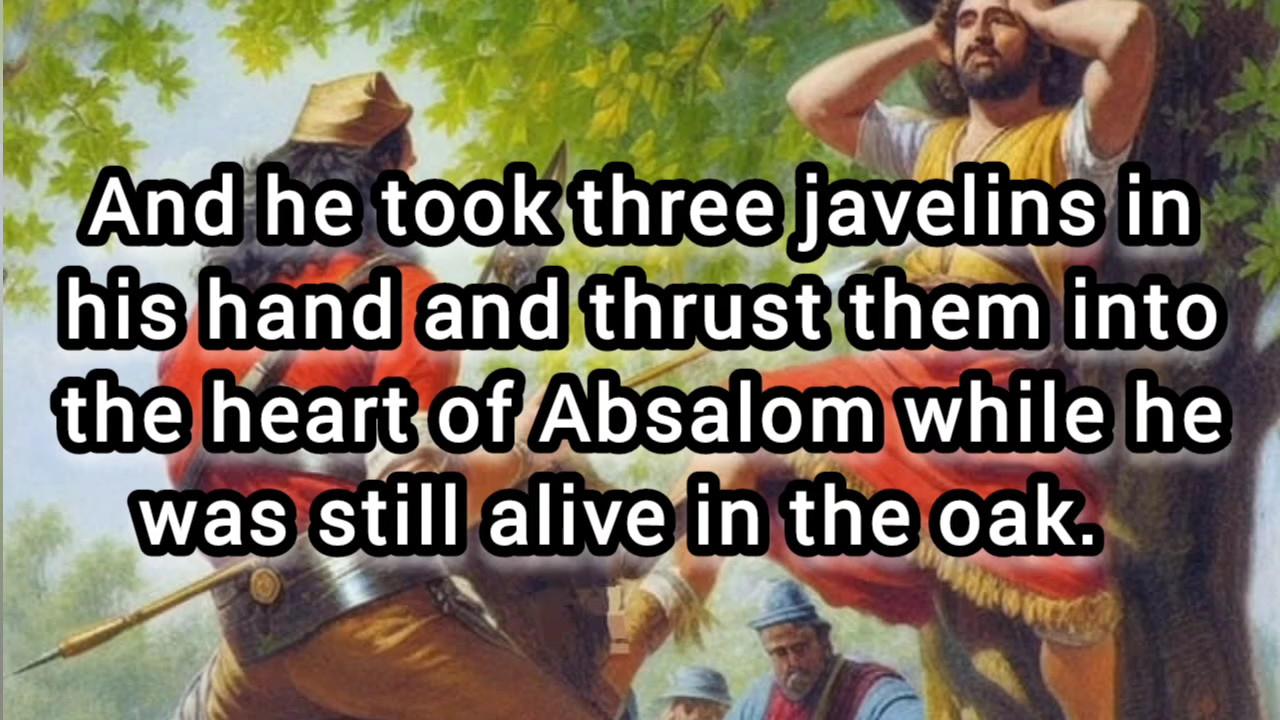 And he took three javelins in
his hand and thrust them into
the heart of Absalom while he
was still alive in the oak.